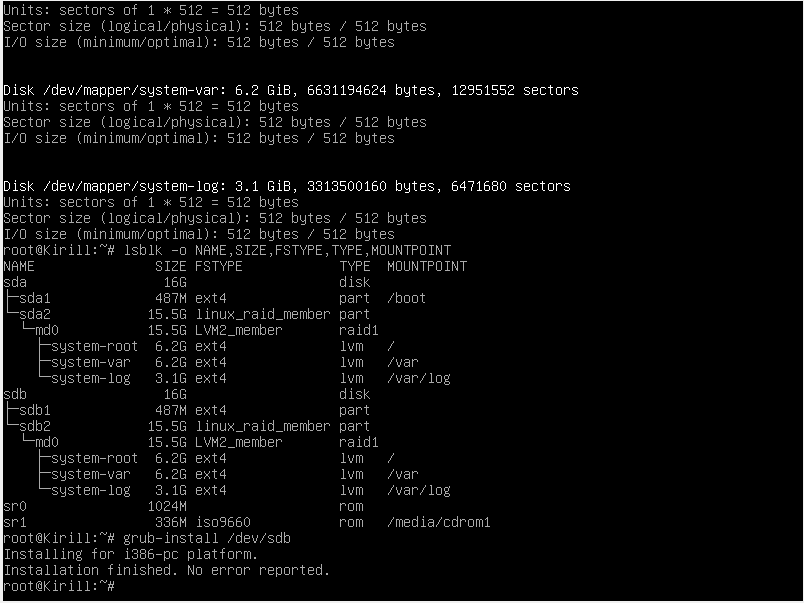 Units: sectors of 1 * 512 = 512 bytes
Sector size (logical/physical): 512 bytes / 512 bytes
I/O size (minimum/optimal): 512 bytes / 512 bytes
Disk /dev/mapper/system-var: 6.2 GiB, 6631194624 bytes, 12951552 sectors
Units: sectors of 1 * 512 = 512 bytes
Sector size (logical/physical): 512 bytes / 512 bytes
I/O size (minimum/optimal): 512 bytes / 512 bytes
Disk /dev/mapper/system-log: 3.1 GiB, 3313500160 bytes, 6471680 sectors
Units: sectors of 1 * 512 = 512 bytes
Sector size (logical/physical): 512 bytes / 512 bytes
I/O size (minimum/optimal): 512 bytes / 512 bytes
root@Kirill:~# lsblk -o NAME,SIZE,FSTYPE,TYPE,MOUNTPOINT
NAME                SIZE FSTYPE            TYPE  MOUNTPOINT
sda                  16G                   disk
├─sda1              487M ext4              part  /boot
└─sda2             15.5G linux_raid_member part
  └─md0            15.5G LVM2_member       raid1
    ├─system-root   6.2G ext4              lvm   /
    ├─system-var    6.2G ext4              lvm   /var
    └─system-log    3.1G ext4              lvm   /var/log
sdb                  16G                   disk
├─sdb1              487M ext4              part
└─sdb2             15.5G linux_raid_member part
  └─md0            15.5G LVM2_member       raid1
    ├─system-root   6.2G ext4              lvm   /
    ├─system-var    6.2G ext4              lvm   /var
    └─system-log    3.1G ext4              lvm   /var/log
sr0                1024M                   rom
sr1                 336M iso9660           rom   /media/cdrom1
root@Kirill:~# grub-install /dev/sdb
Installing for i386-pc platform.
Installation finished. No error reported.
root@Kirill:~#